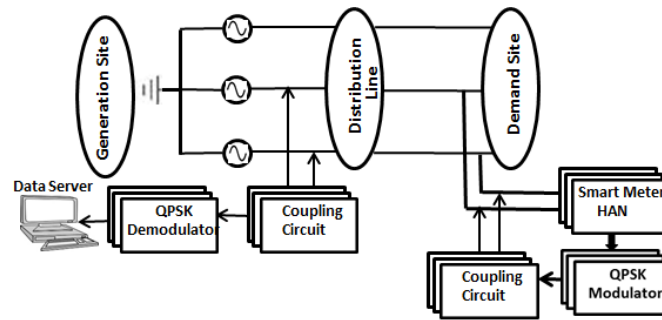 Generation Site
Distribution
Line
Demand Site
Data Server
QPSK
Demodulator
Coupling
Circuit
Smart Meter
HAN
Coupling
Circuit
QPSK
Modulator